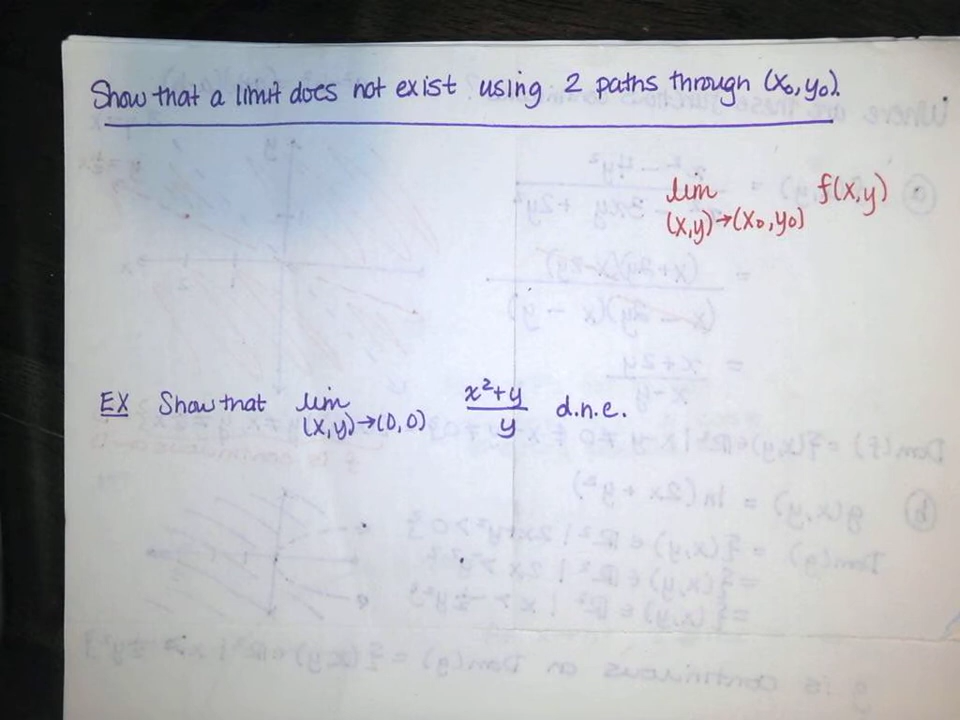 Show that a limit does not exist using 2 paths through (x₀, y₀).
lim f(x,y)
(x,y)→(x₀,y₀)
EX Show that lim x²+y / y d.n.e.
(x,y)→(0,0)